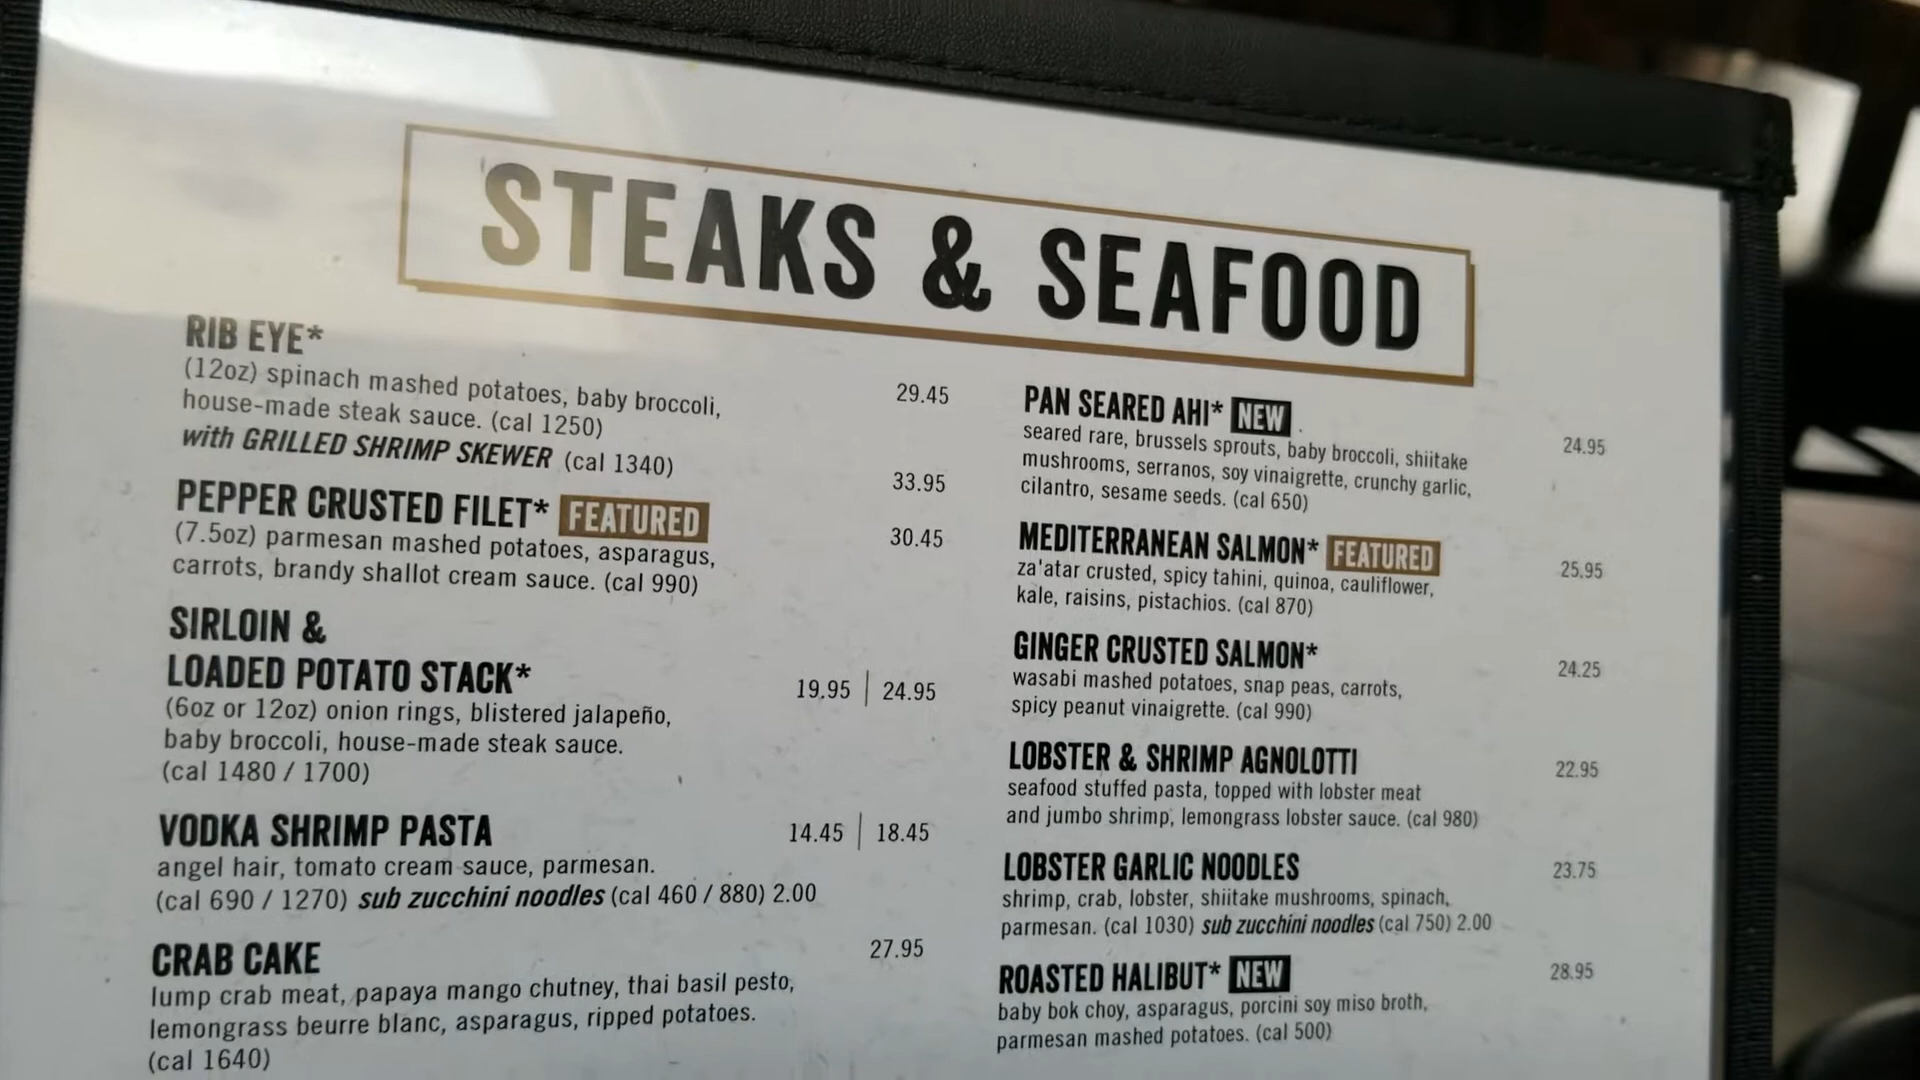 STEAKS & SEAFOOD
RIB EYE* 29.45
(12oz) spinach mashed potatoes, baby broccoli,
house-made steak sauce. (cal 1250)
with GRILLED SHRIMP SKEWER (cal 1340) 33.95
PEPPER CRUSTED FILET* FEATURED 30.45
(7.5oz) parmesan mashed potatoes, asparagus,
carrots, brandy shallot cream sauce. (cal 990)
SIRLOIN &
LOADED POTATO STACK* 19.95 | 24.95
(6oz or 12oz) onion rings, blistered jalapeño,
baby broccoli, house-made steak sauce.
(cal 1480 / 1700)
VODKA SHRIMP PASTA 14.45 | 18.45
angel hair, tomato cream sauce, parmesan.
(cal 690 / 1270) sub zucchini noodles (cal 460 / 880) 2.00
CRAB CAKE 27.95
lump crab meat, papaya mango chutney, thai basil pesto,
lemongrass beurre blanc, asparagus, ripped potatoes.
(cal 1640)
PAN SEARED AHI* NEW 24.95
seared rare, brussels sprouts, baby broccoli, shiitake
mushrooms, serranos, soy vinaigrette, crunchy garlic,
cilantro, sesame seeds. (cal 650)
MEDITERRANEAN SALMON* FEATURED 25.95
za'atar crusted, spicy tahini, quinoa, cauliflower,
kale, raisins, pistachios. (cal 870)
GINGER CRUSTED SALMON* 24.25
wasabi mashed potatoes, snap peas, carrots,
spicy peanut vinaigrette. (cal 990)
LOBSTER & SHRIMP AGNOLOTTI 22.95
seafood stuffed pasta, topped with lobster meat
and jumbo shrimp, lemongrass lobster sauce. (cal 980)
LOBSTER GARLIC NOODLES 23.75
shrimp, crab, lobster, shiitake mushrooms, spinach,
parmesan. (cal 1030) sub zucchini noodles (cal 750) 2.00
ROASTED HALIBUT* NEW 28.95
baby bok choy, asparagus, porcini soy miso broth,
parmesan mashed potatoes. (cal 500)